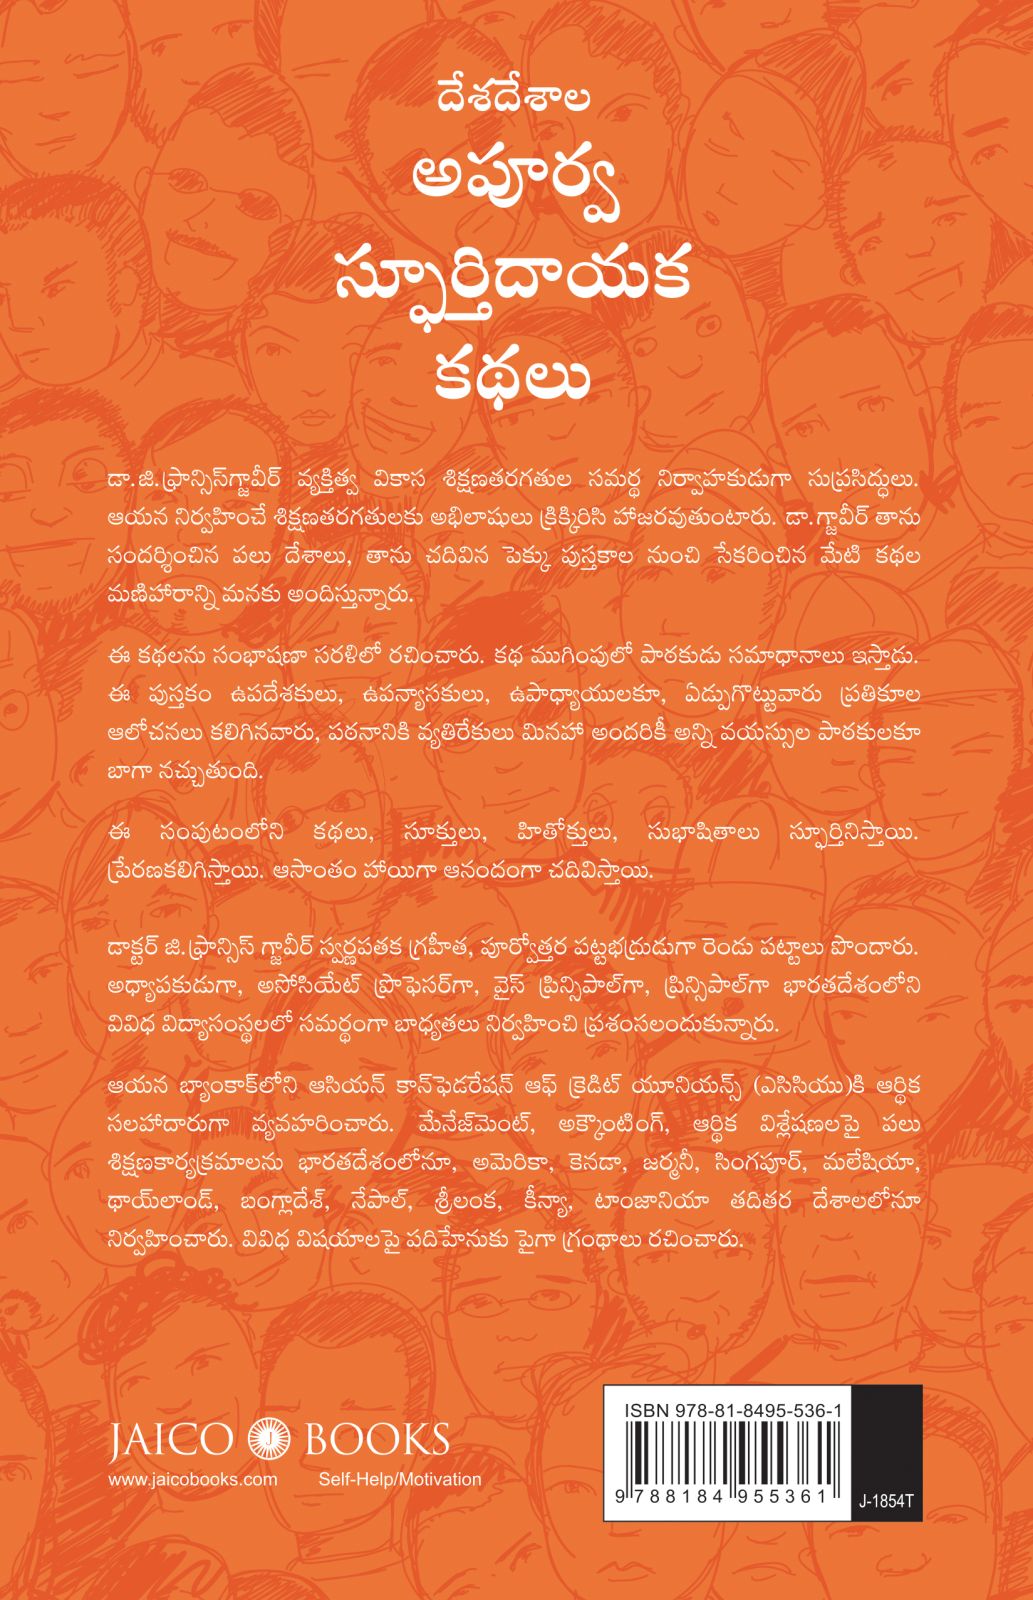 దేశదేశాల
అపూర్వ
స్ఫూర్తిదాయక
కథలు
డా.జి.ఫ్రాన్సిస్‌గ్జావీర్ వ్యక్తిత్వ వికాస శిక్షణతరగతుల సమర్థ నిర్వాహకుడుగా సుప్రసిద్ధులు.
ఆయన నిర్వహించే శిక్షణతరగతులకు అభిలాషులు క్రిక్కిరిసి హాజరవుతుంటారు. డా.గ్జావీర్ తాను
సందర్శించిన పలు దేశాలు, తాను చదివిన పెక్కు పుస్తకాల నుంచి సేకరించిన మేటి కథల
మణిహారాన్ని మనకు అందిస్తున్నారు.
ఈ కథలను సంభాషణా సరళిలో రచించారు. కథ ముగింపులో పాఠకుడు సమాధానాలు ఇస్తాడు.
ఈ పుస్తకం ఉపదేశకులు, ఉపన్యాసకులు, ఉపాధ్యాయులకూ, ఏడ్పుగొట్టువారు ప్రతికూల
ఆలోచనలు కలిగినవారు, పఠనానికి వ్యతిరేకులు మినహా అందరికీ అన్ని వయస్సుల పాఠకులకూ
బాగా నచ్చుతుంది.
ఈ సంపుటంలోని కథలు, సూక్తులు, హితోక్తులు, సుభాషితాలు స్ఫూర్తినిస్తాయి.
ప్రేరణకలిగిస్తాయి. ఆసాంతం హాయిగా ఆనందంగా చదివిస్తాయి.
డాక్టర్ జి.ఫ్రాన్సిస్ గ్జావీర్ స్వర్ణపతక గ్రహీత, పూర్వోత్తర పట్టభద్రుడుగా రెండు పట్టాలు పొందారు.
అధ్యాపకుడుగా, అసోసియేట్ ప్రొఫెసర్‌గా, వైస్ ప్రిన్సిపాల్‌గా, ప్రిన్సిపాల్‌గా భారతదేశంలోని
వివిధ విద్యాసంస్థలలో సమర్థంగా బాధ్యతలు నిర్వహించి ప్రశంసలందుకున్నారు.
ఆయన బ్యాంకాక్‌లోని ఆసియన్ కాన్‌ఫెడరేషన్ ఆఫ్ క్రెడిట్ యూనియన్స్ (ఎసిసియు)కి ఆర్థిక
సలహాదారుగా వ్యవహరించారు. మేనేజ్‌మెంట్, అక్కౌంటింగ్, ఆర్థిక విశ్లేషణలపై పలు
శిక్షణకార్యక్రమాలను భారతదేశంలోనూ, అమెరికా, కెనడా, జర్మనీ, సింగపూర్, మలేషియా,
థాయ్‌లాండ్, బంగ్లాదేశ్, నేపాల్, శ్రీలంక, కీన్యా, టాంజానియా తదితర దేశాలలోనూ
నిర్వహించారు. వివిధ విషయాలపై పదిహేనుకు పైగా గ్రంథాలు రచించారు.
JAICO J BOOKS
www.jaicobooks.com Self-Help/Motivation
ISBN 978-81-8495-536-1
9 788184 955361
J-1854T